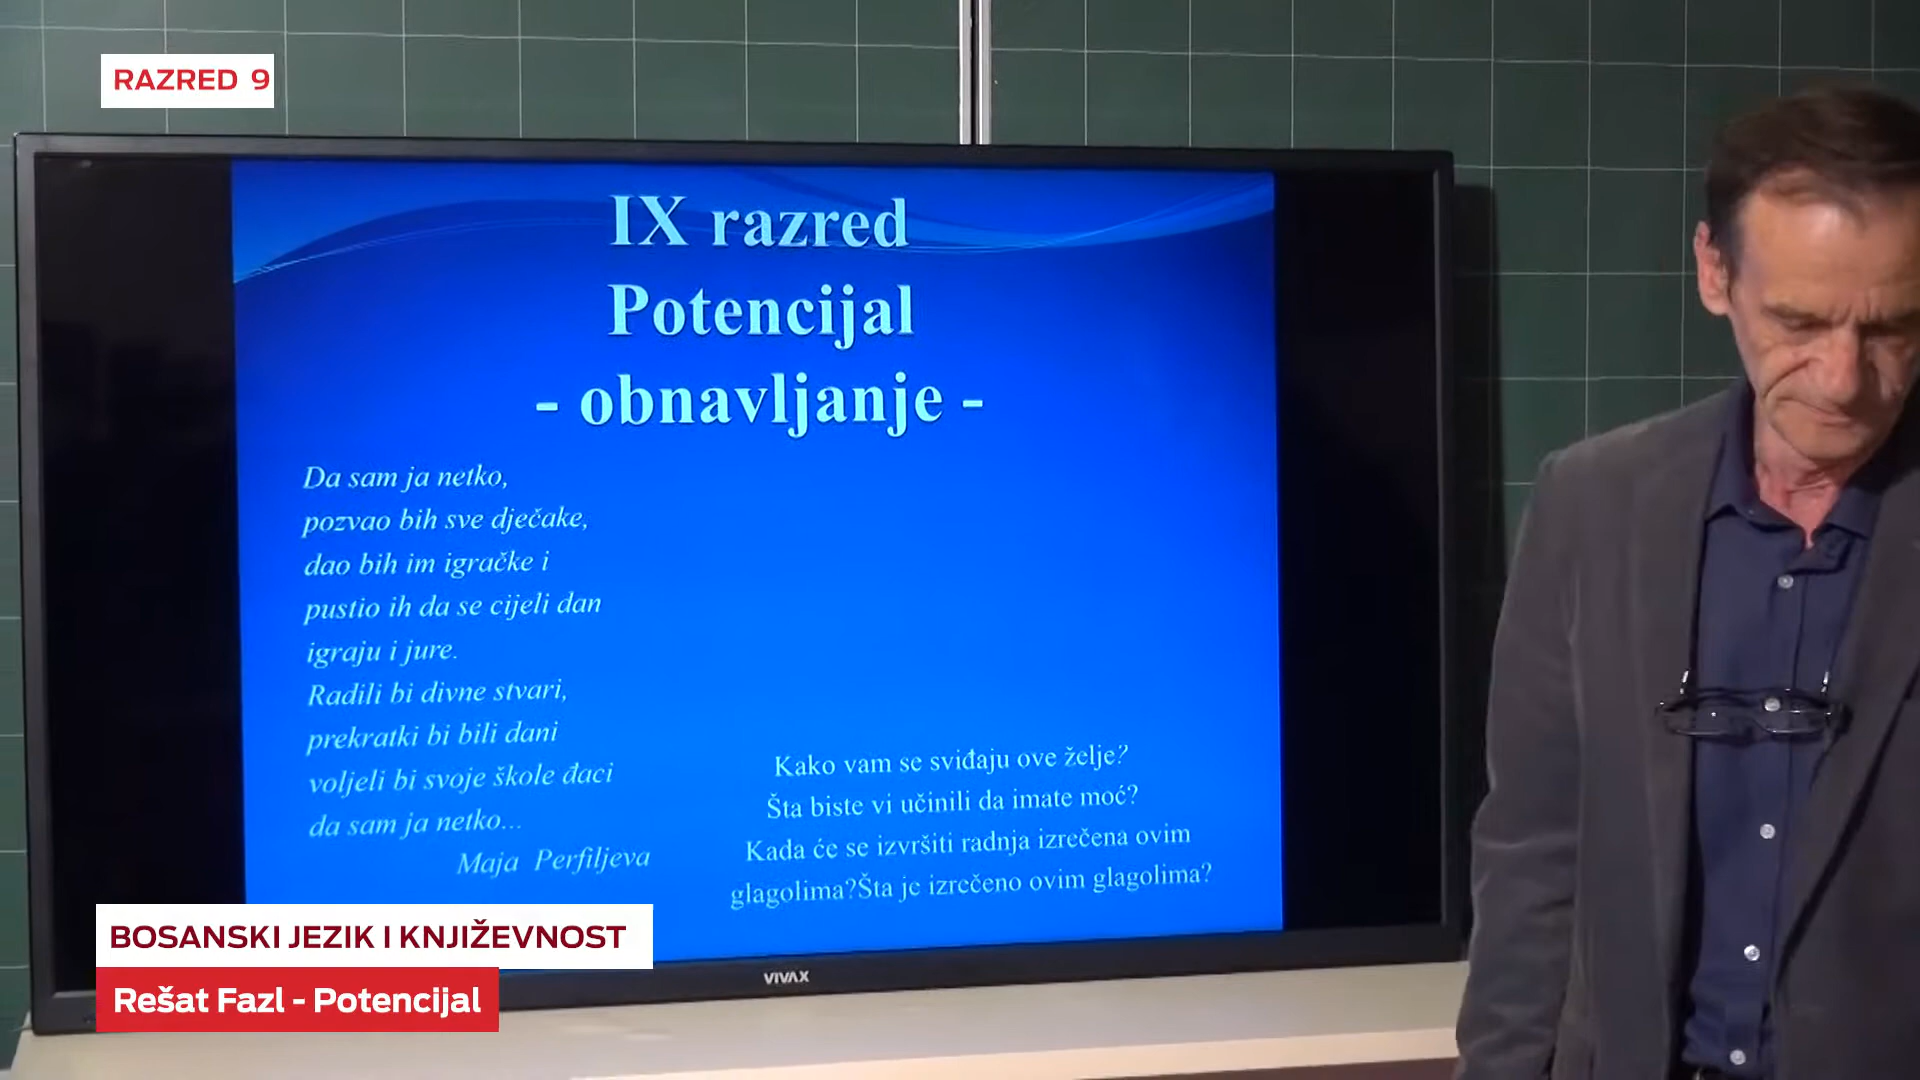 RAZRED 9
IX razred
Potencijal
- obnavljanje -
Da sam ja netko,
pozvao bih sve dječake,
dao bih im igračke i
pustio ih da se cijeli dan
igraju i jure.
Radili bi divne stvari,
prekratki bi bili dani
voljeli bi svoje škole đaci
da sam ja netko...
Maja Perfiljeva
Kako vam se sviđaju ove želje?
Šta biste vi učinili da imate moć?
Kada će se izvršiti radnja izrečena ovim
glagolima?Šta je izrečeno ovim glagolima?
VIVAX
BOSANSKI JEZIK I KNJIŽEVNOST
Rešat Fazl - Potencijal